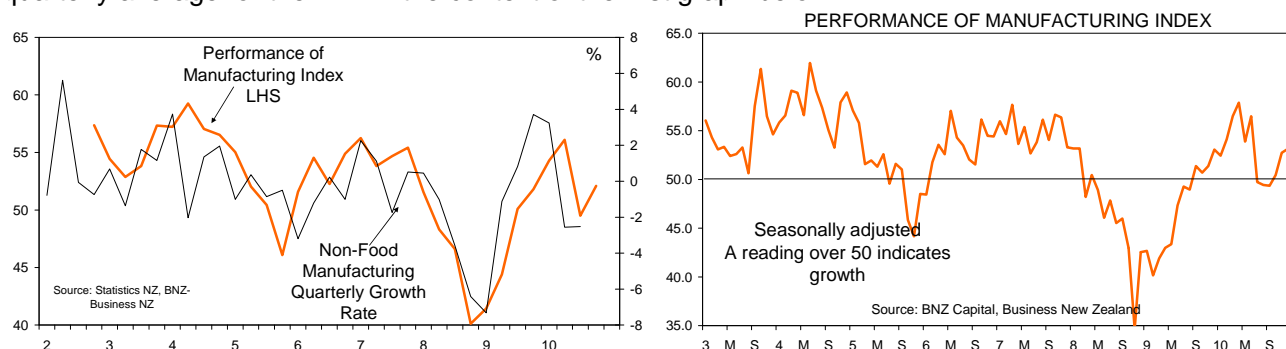 quarterly average
PERFORMANCE OF MANUFACTURING INDEX
65
60
55
50
45
40
Performance of
Manufacturing Index
LHS
%
8
6
4
2
0
-2
-4
-6
-8
Non-Food
Manufacturing
Quarterly Growth
Rate
Source: Statistics NZ, BNZ-
Business NZ
2 3 4 5 6 7 8 9 10
65.0
60.0
55.0
50.0
45.0
40.0
35.0
Seasonally adjusted
A reading over 50 indicates
growth
Source: BNZ Capital, Business New Zealand
3 M S 4 M S 5 M S 6 M S 7 M S 8 M S 9 M S 10 M S